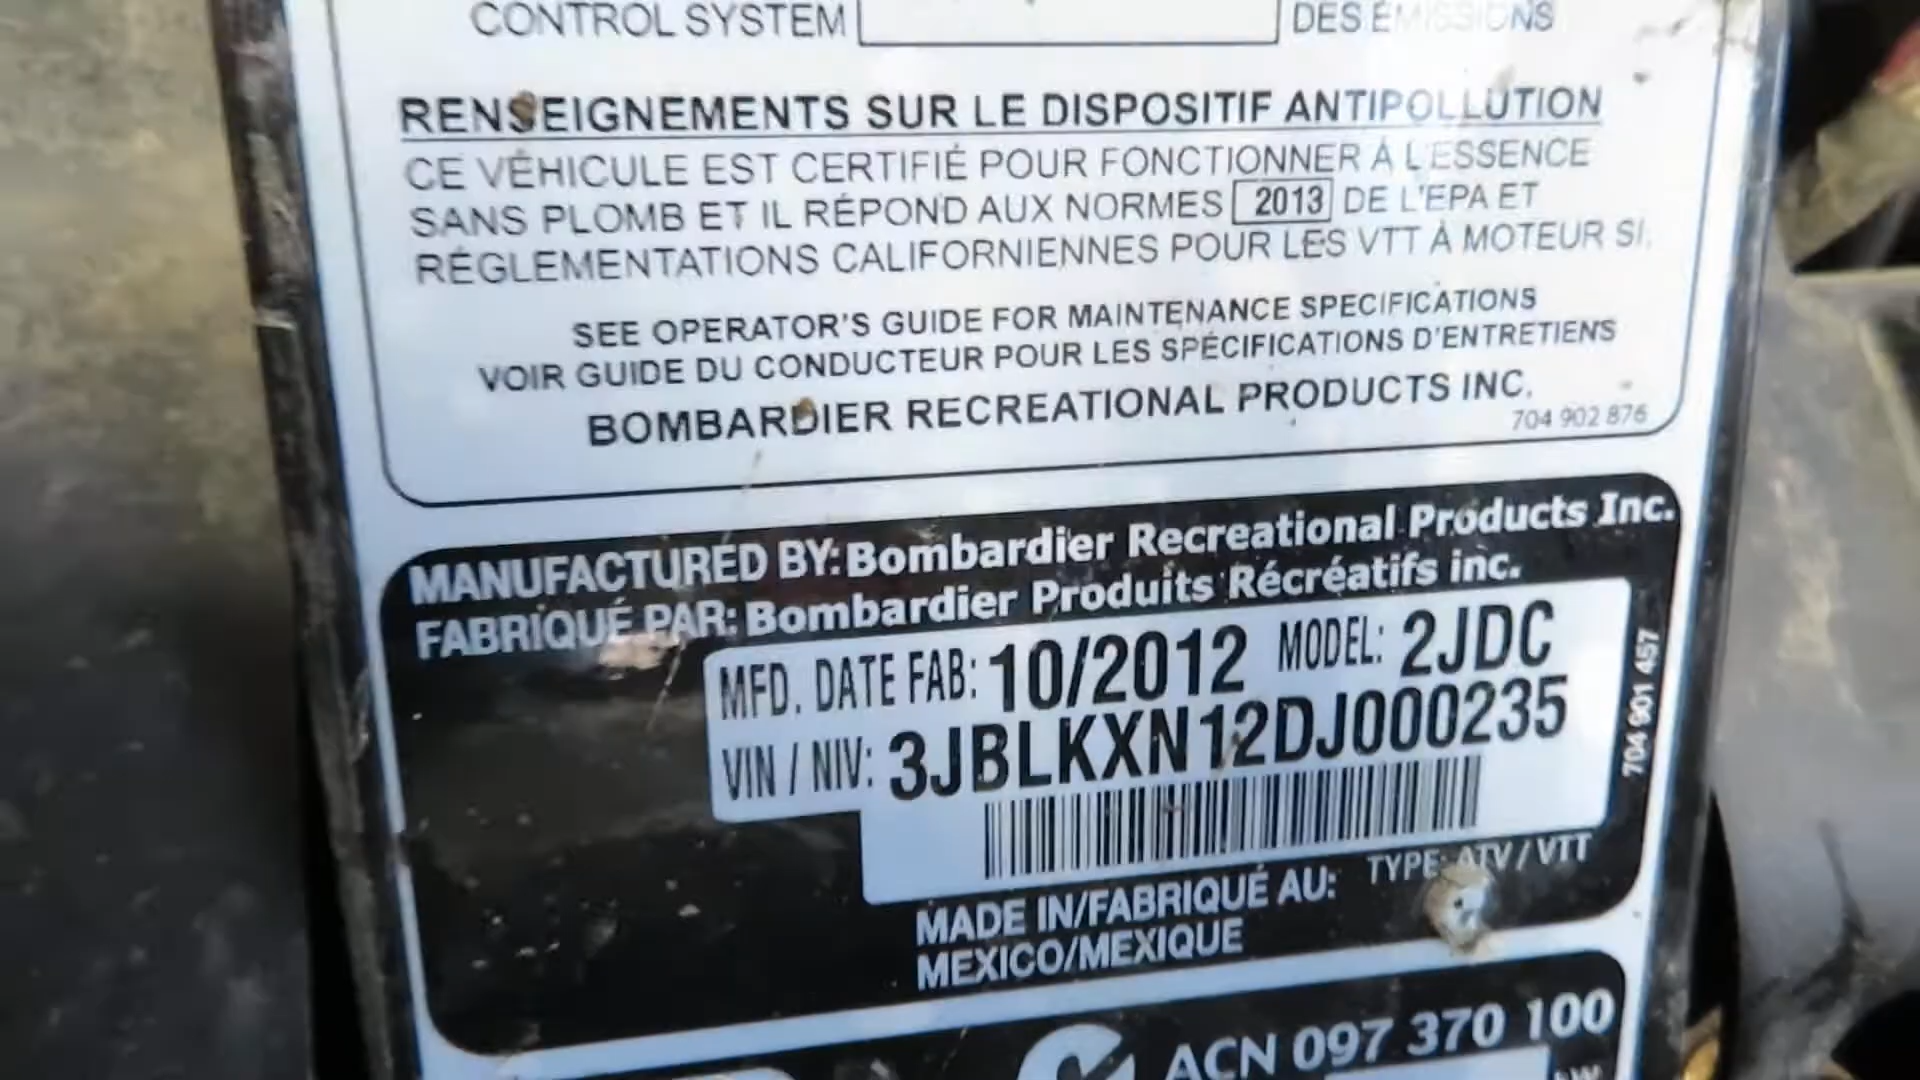 CONTROL SYSTEM DES ÉMISSIONS
RENSEIGNEMENTS SUR LE DISPOSITIF ANTIPOLLUTION
CE VÉHICULE EST CERTIFIÉ POUR FONCTIONNER À L'ESSENCE
SANS PLOMB ET IL RÉPOND AUX NORMES 2013 DE L'EPA ET
RÉGLEMENTATIONS CALIFORNIENNES POUR LES VTT À MOTEUR SI.
SEE OPERATOR'S GUIDE FOR MAINTENANCE SPECIFICATIONS
VOIR GUIDE DU CONDUCTEUR POUR LES SPÉCIFICATIONS D'ENTRETIENS
BOMBARDIER RECREATIONAL PRODUCTS INC.
704 902 876
MANUFACTURED BY: Bombardier Recreational Products Inc.
FABRIQUÉ PAR: Bombardier Produits Récréatifs inc.
MFD. DATE FAB: 10/2012 MODEL: 2JDC
VIN / NIV: 3JBLKXN12DJ000235
704 901 457
TYPE: ATV / VTT
MADE IN/FABRIQUÉ AU:
MEXICO/MEXIQUE
ACN 097 370 100
kW